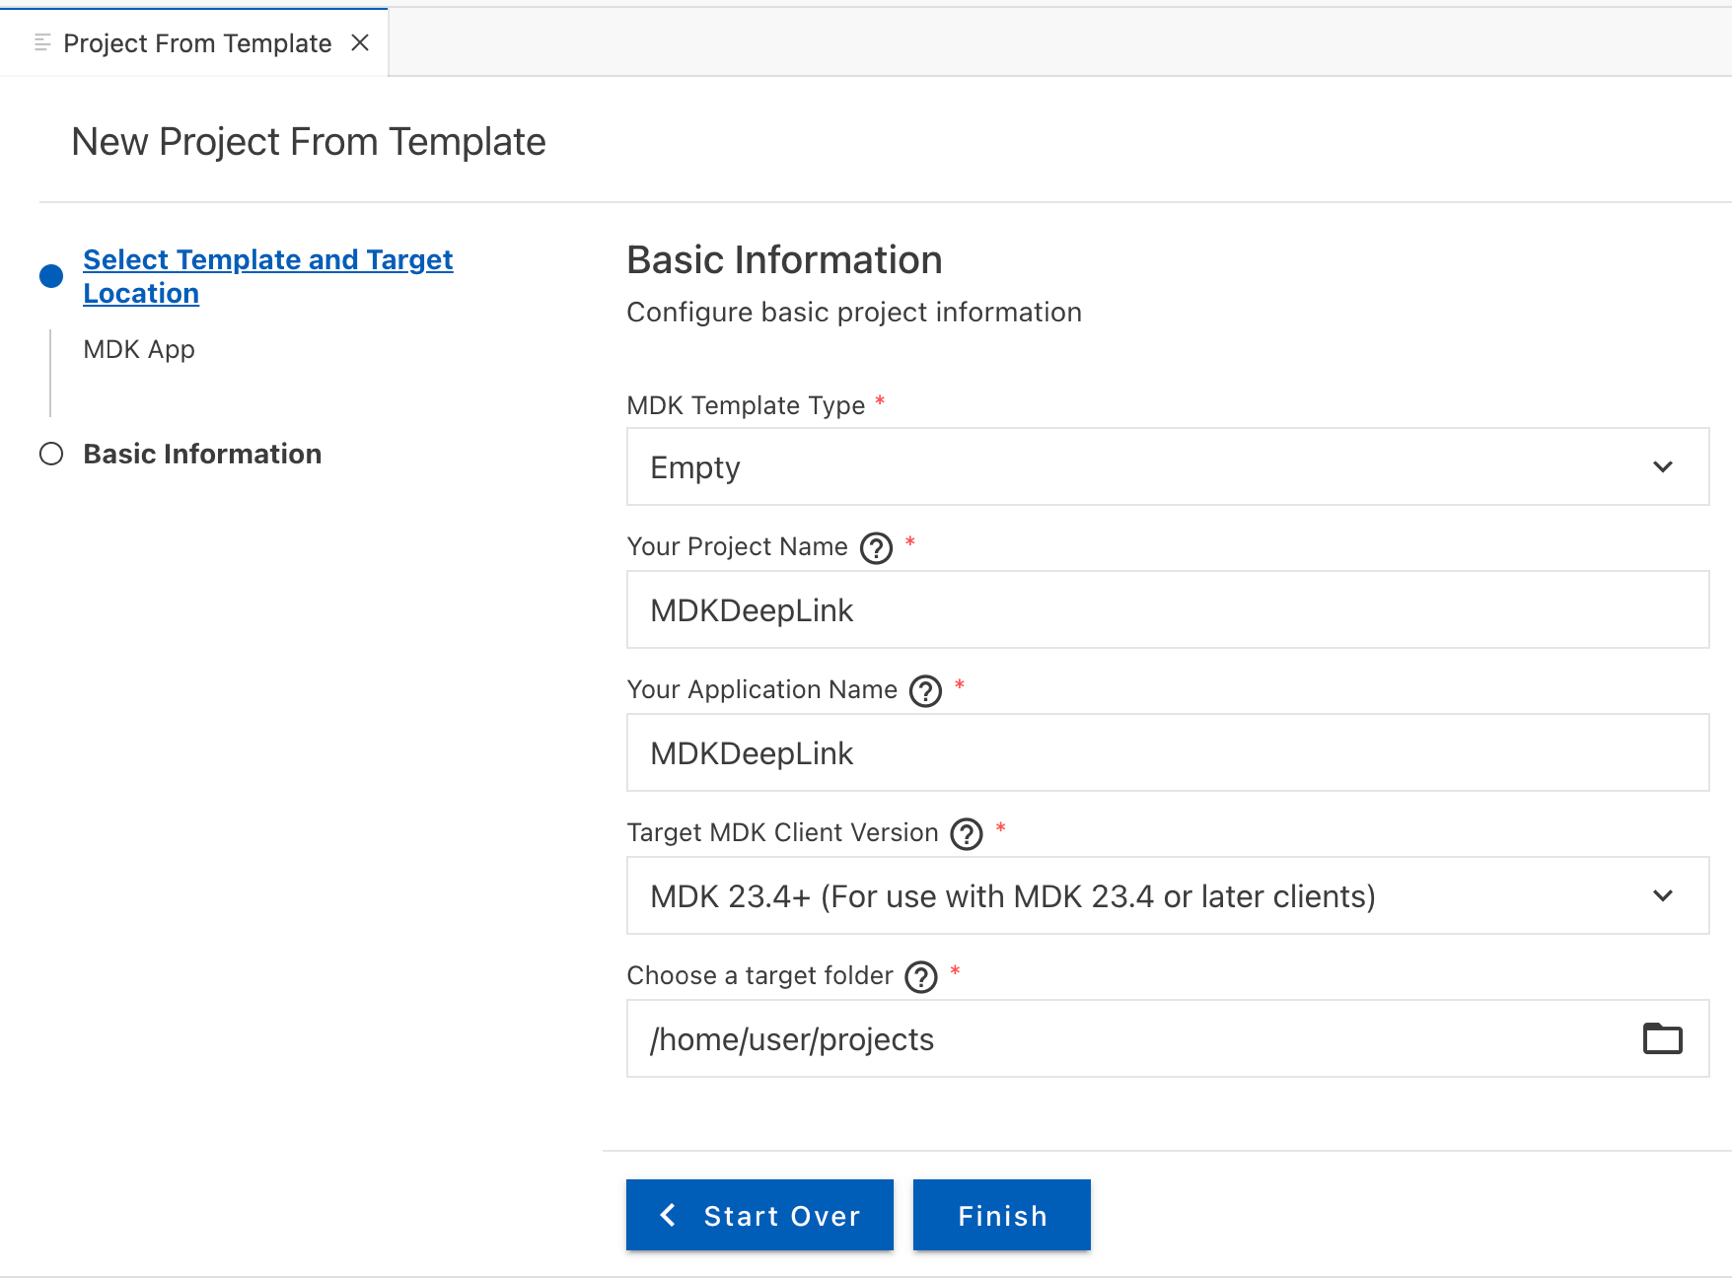 Project From Template
New Project From Template
Select Template and Target
Location
MDK App
Basic Information
Basic Information
Configure basic project information
MDK Template Type *
Empty
Your Project Name ? *
MDKDeepLink
Your Application Name ? *
MDKDeepLink
Target MDK Client Version ? *
MDK 23.4+ (For use with MDK 23.4 or later clients)
Choose a target folder ? *
/home/user/projects
Start Over
Finish